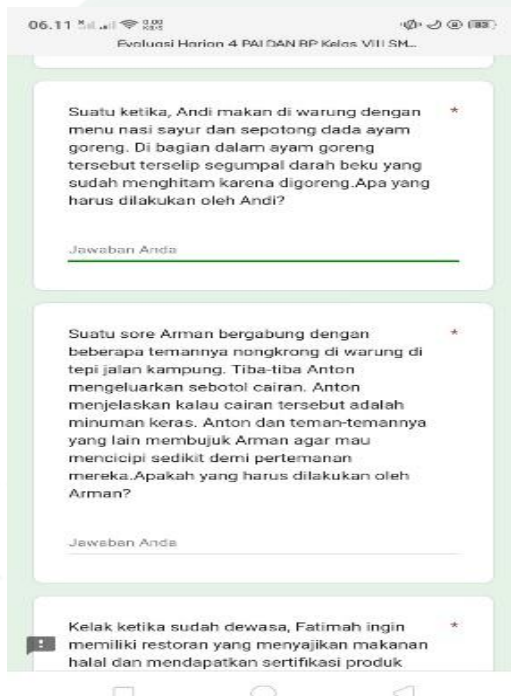 06.11
Evaluasi Harian 4 PAI DAN BP Kelas VIII SM...
Suatu ketika, Andi makan di warung dengan *
menu nasi sayur dan sepotong dada ayam
goreng. Di bagian dalam ayam goreng
tersebut terselip segumpal darah beku yang
sudah menghitam karena digoreng.Apa yang
harus dilakukan oleh Andi?
Jawaban Anda
Suatu sore Arman bergabung dengan *
beberapa temannya nongkrong di warung di
tepi jalan kampung. Tiba-tiba Anton
mengeluarkan sebotol cairan. Anton
menjelaskan kalau cairan tersebut adalah
minuman keras. Anton dan teman-temannya
yang lain membujuk Arman agar mau
mencicipi sedikit demi pertemanan
mereka.Apakah yang harus dilakukan oleh
Arman?
Jawaban Anda
Kelak ketika sudah dewasa, Fatimah ingin *
memiliki restoran yang menyajikan makanan
halal dan mendapatkan sertifikasi produk